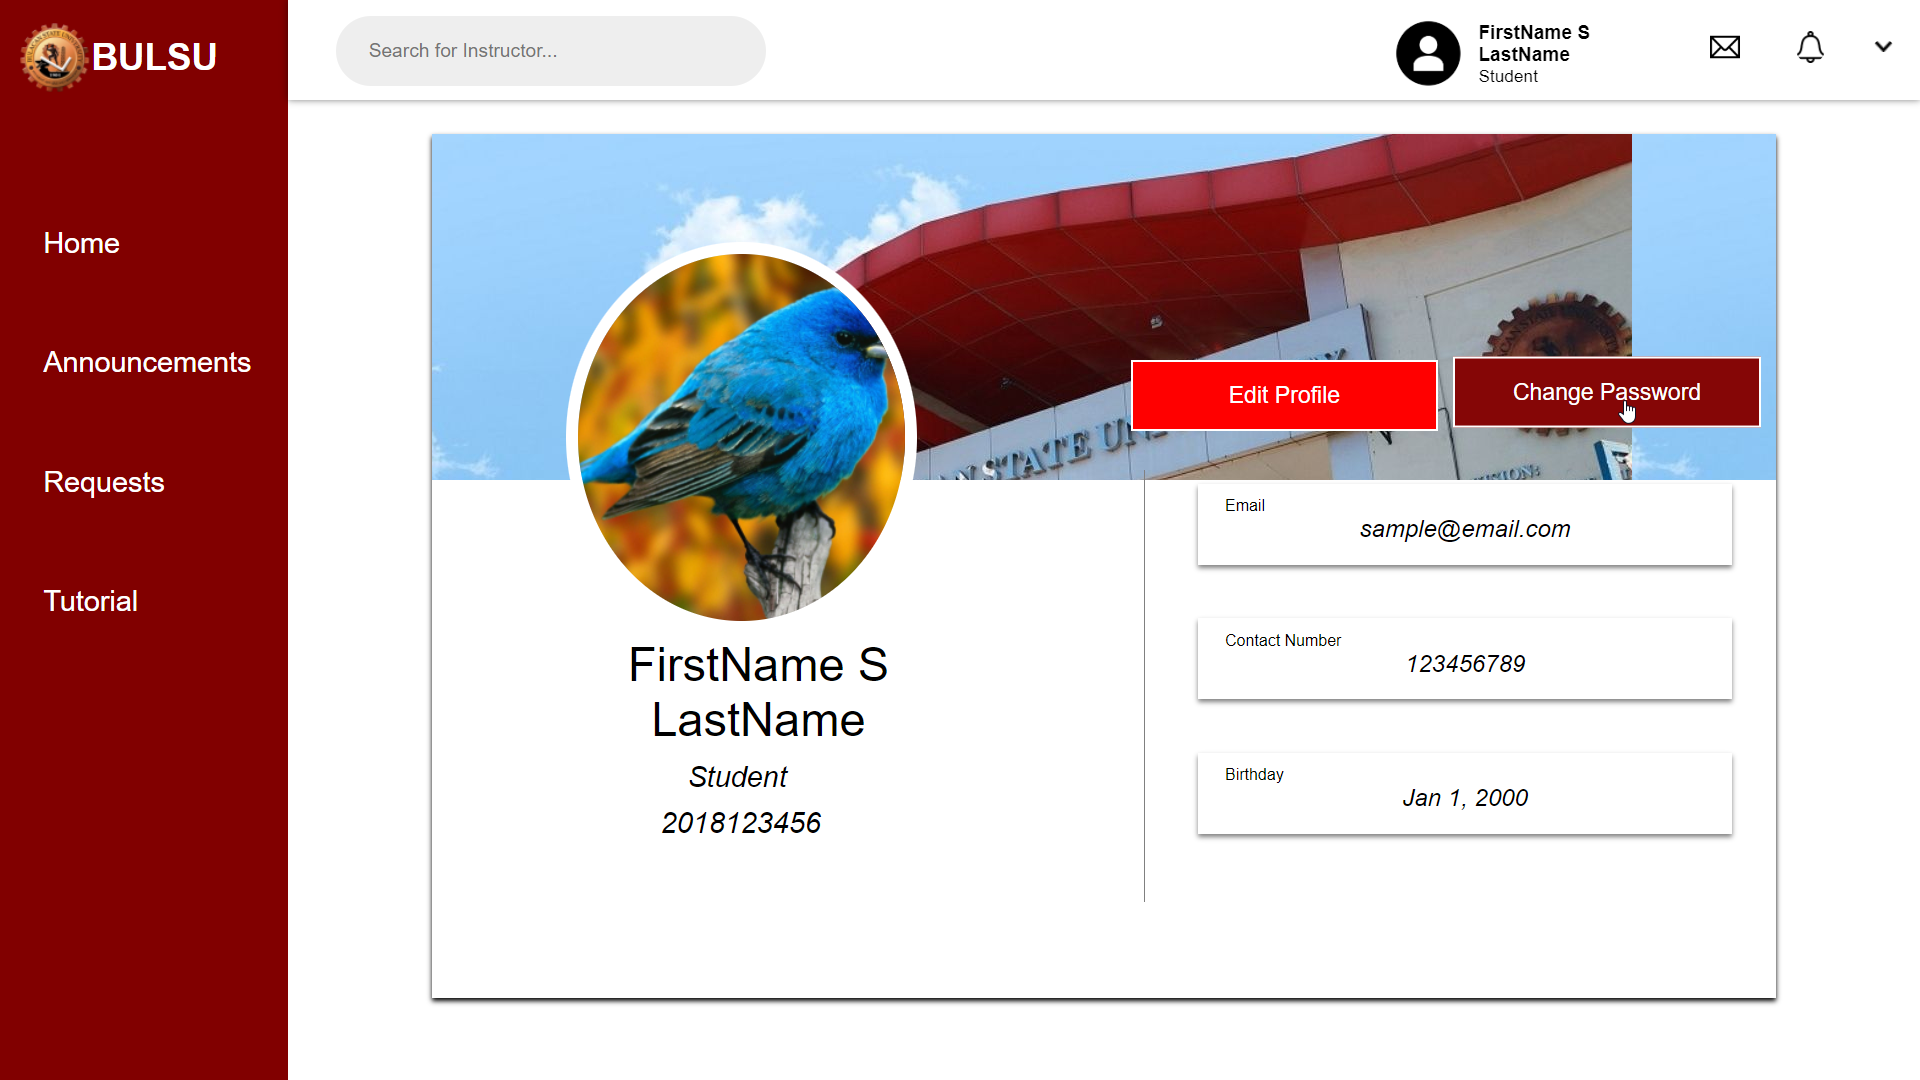 BULSU
Search for Instructor...
FirstName S
LastName
Student
Home
Announcements
Requests
Tutorial
Edit Profile
Change Password
STATE
FirstName S
LastName
Student
2018123456
Email
sample@email.com
Contact Number
123456789
Birthday
Jan 1, 2000